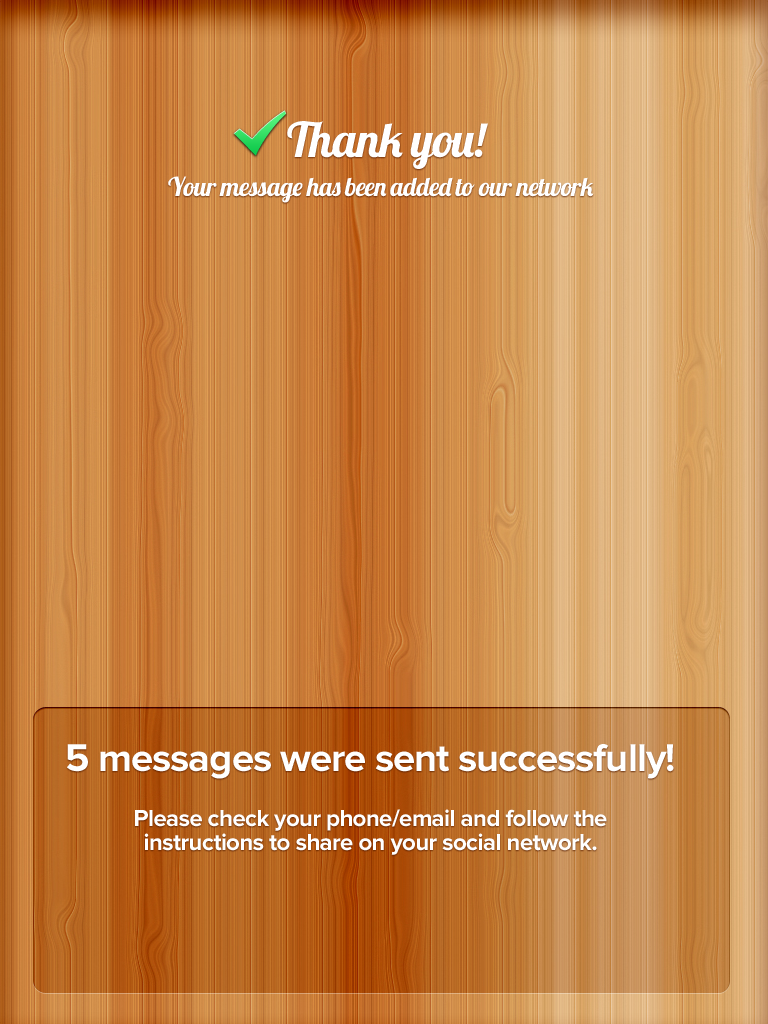 Thank you!
Your message has been added to our network
5 messages were sent successfully!
Please check your phone/email and follow the
instructions to share on your social network.